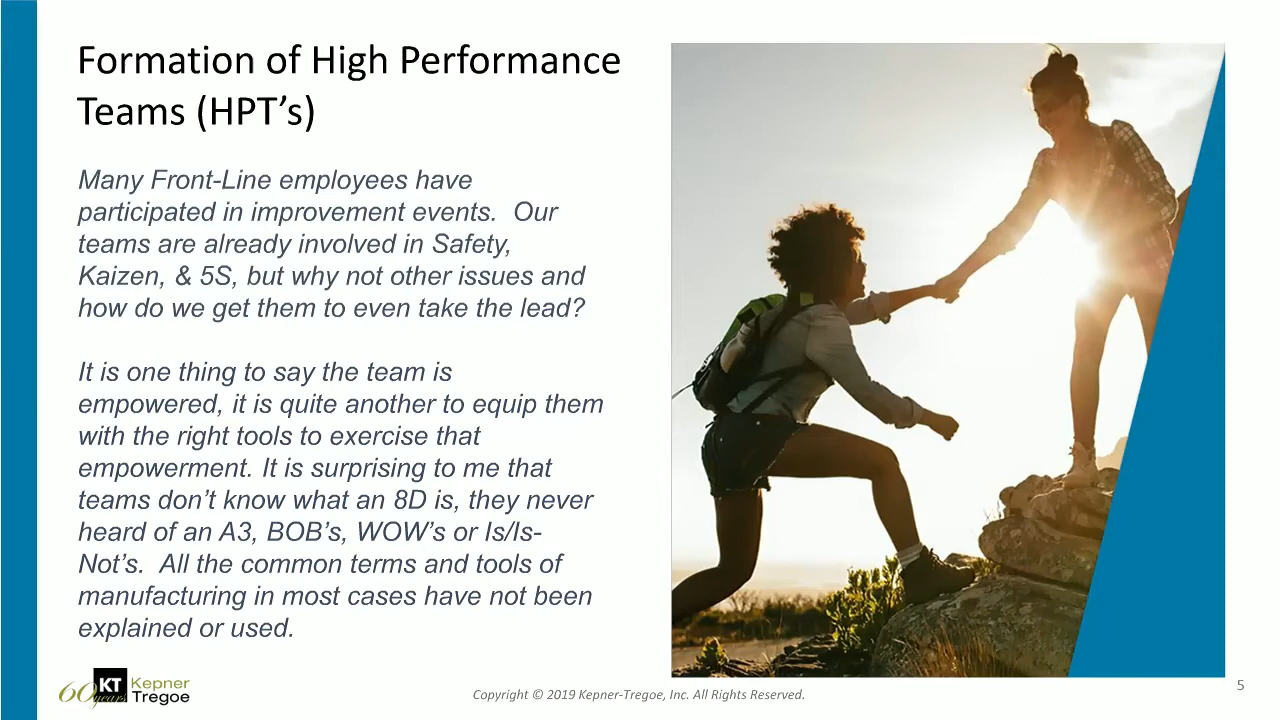 Formation of High Performance
Teams (HPT’s)
Many Front-Line employees have
participated in improvement events.  Our
teams are already involved in Safety,
Kaizen, & 5S, but why not other issues and
how do we get them to even take the lead?
It is one thing to say the team is
empowered, it is quite another to equip them
with the right tools to exercise that
empowerment. It is surprising to me that
teams don’t know what an 8D is, they never
heard of an A3, BOB’s, WOW’s or Is/Is-
Not’s.  All the common terms and tools of
manufacturing in most cases have not been
explained or used.
60 years KT Kepner
Tregoe
Copyright © 2019 Kepner-Tregoe, Inc. All Rights Reserved.
5